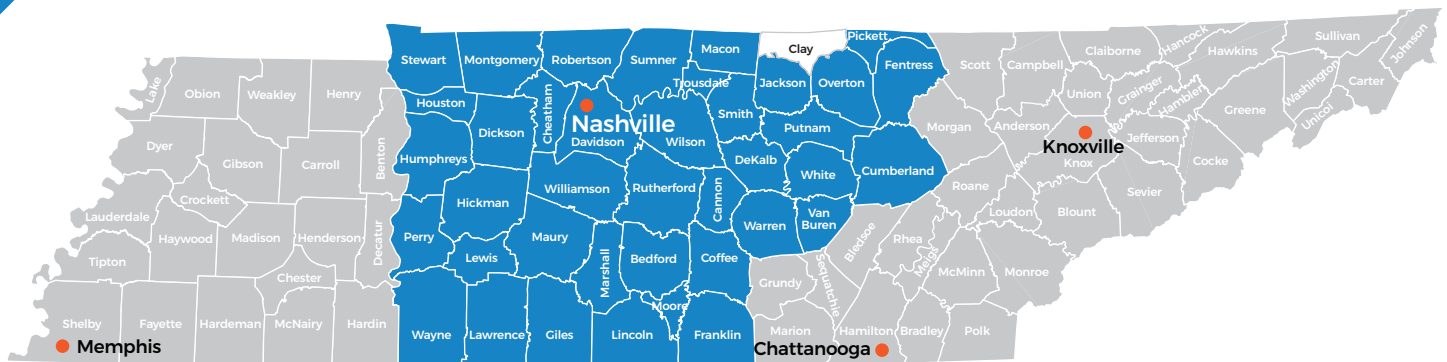 Stewart
Montgomery
Robertson
Sumner
Macon
Clay
Pickett
Fentress
Scott
Campbell
Claiborne
Hancock
Hawkins
Sullivan
Johnson
Lake
Obion
Weakley
Henry
Houston
Cheatham
Trousdale
Jackson
Overton
Union
Grainger
Hamblen
Washington
Carter
Unicoi
Greene
Dickson
Nashville
Davidson
Wilson
Smith
Putnam
Morgan
Anderson
Knoxville
Knox
Jefferson
Cocke
Dyer
Gibson
Carroll
Benton
Humphreys
Williamson
Rutherford
Cannon
DeKalb
White
Cumberland
Roane
Loudon
Blount
Sevier
Lauderdale
Crockett
Haywood
Madison
Henderson
Decatur
Perry
Hickman
Lewis
Maury
Marshall
Bedford
Coffee
Warren
Van
Buren
Bledsoe
Rhea
Meigs
McMinn
Monroe
Tipton
Chester
Moore
Grundy
Sequatchie
Shelby
Fayette
Hardeman
McNairy
Hardin
Wayne
Lawrence
Giles
Lincoln
Franklin
Marion
Hamilton
Bradley
Polk
Memphis
Chattanooga